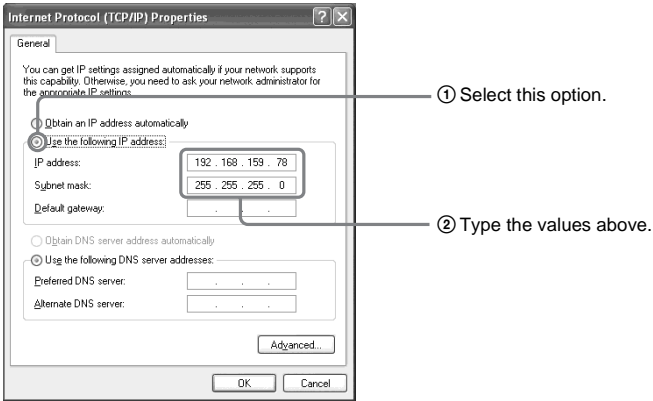 Internet Protocol (TCP/IP) Properties
General
You can get IP settings assigned automatically if your network supports
this capability. Otherwise, you need to ask your network administrator for
the appropriate IP settings.
Obtain an IP address automatically
Use the following IP address:
IP address: 192 . 168 . 159 . 78
Subnet mask: 255 . 255 . 255 . 0
Default gateway: . . .
Obtain DNS server address automatically
Use the following DNS server addresses:
Preferred DNS server: . . .
Alternate DNS server: . . .
Advanced...
OK Cancel
① Select this option.
② Type the values above.